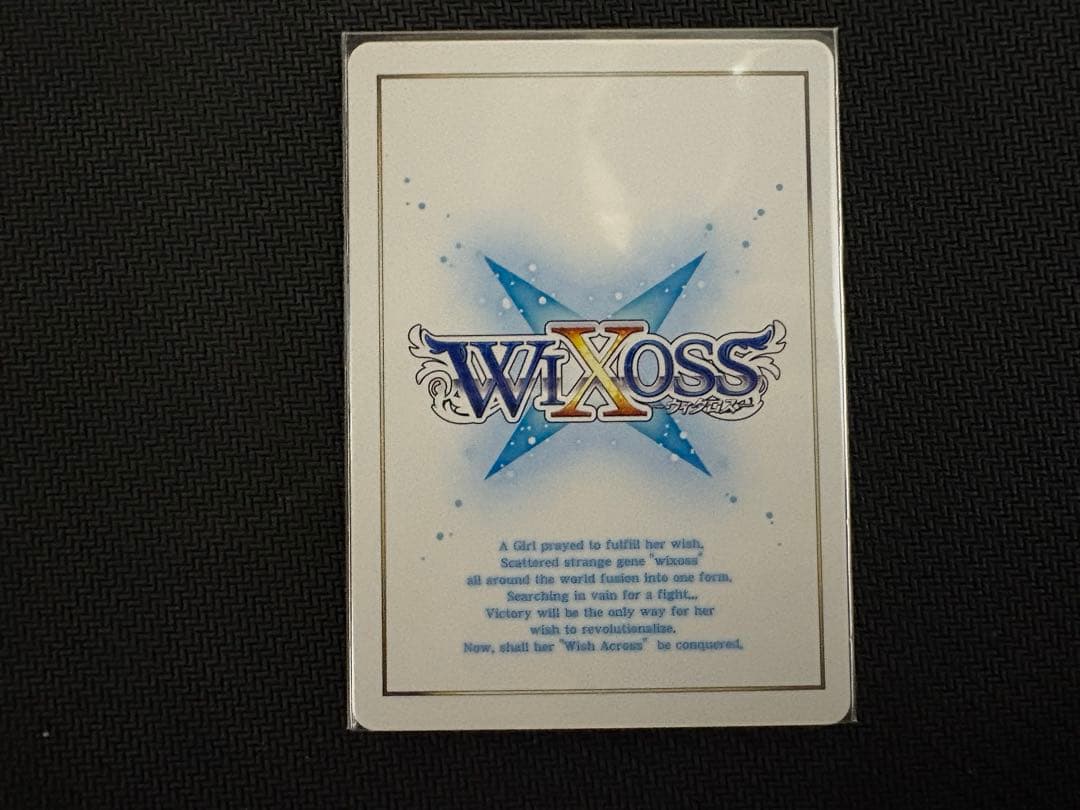 WIXOSS
ーウィクロスー
A Girl prayed to fulfill her wish.
Scattered strange gene "wixoss"
all around the world fusion into one form.
Searching in vain for a fight...
Victory will be the only way for her
wish to revolutionalize.
Now, shall her "Wish Across" be conquered.